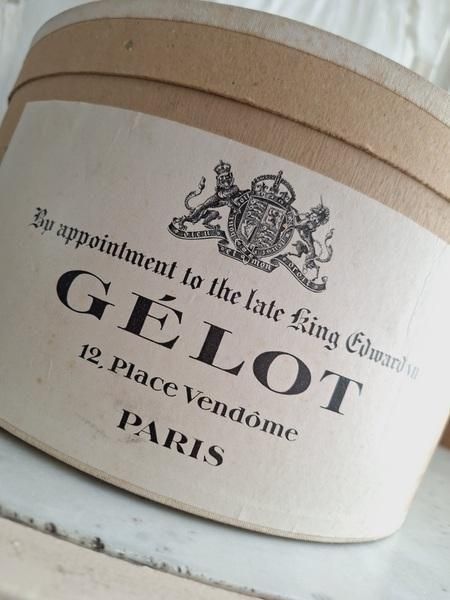 By appointment to the late King Edward VII
GÉLOT
12, Place Vendôme
PARIS